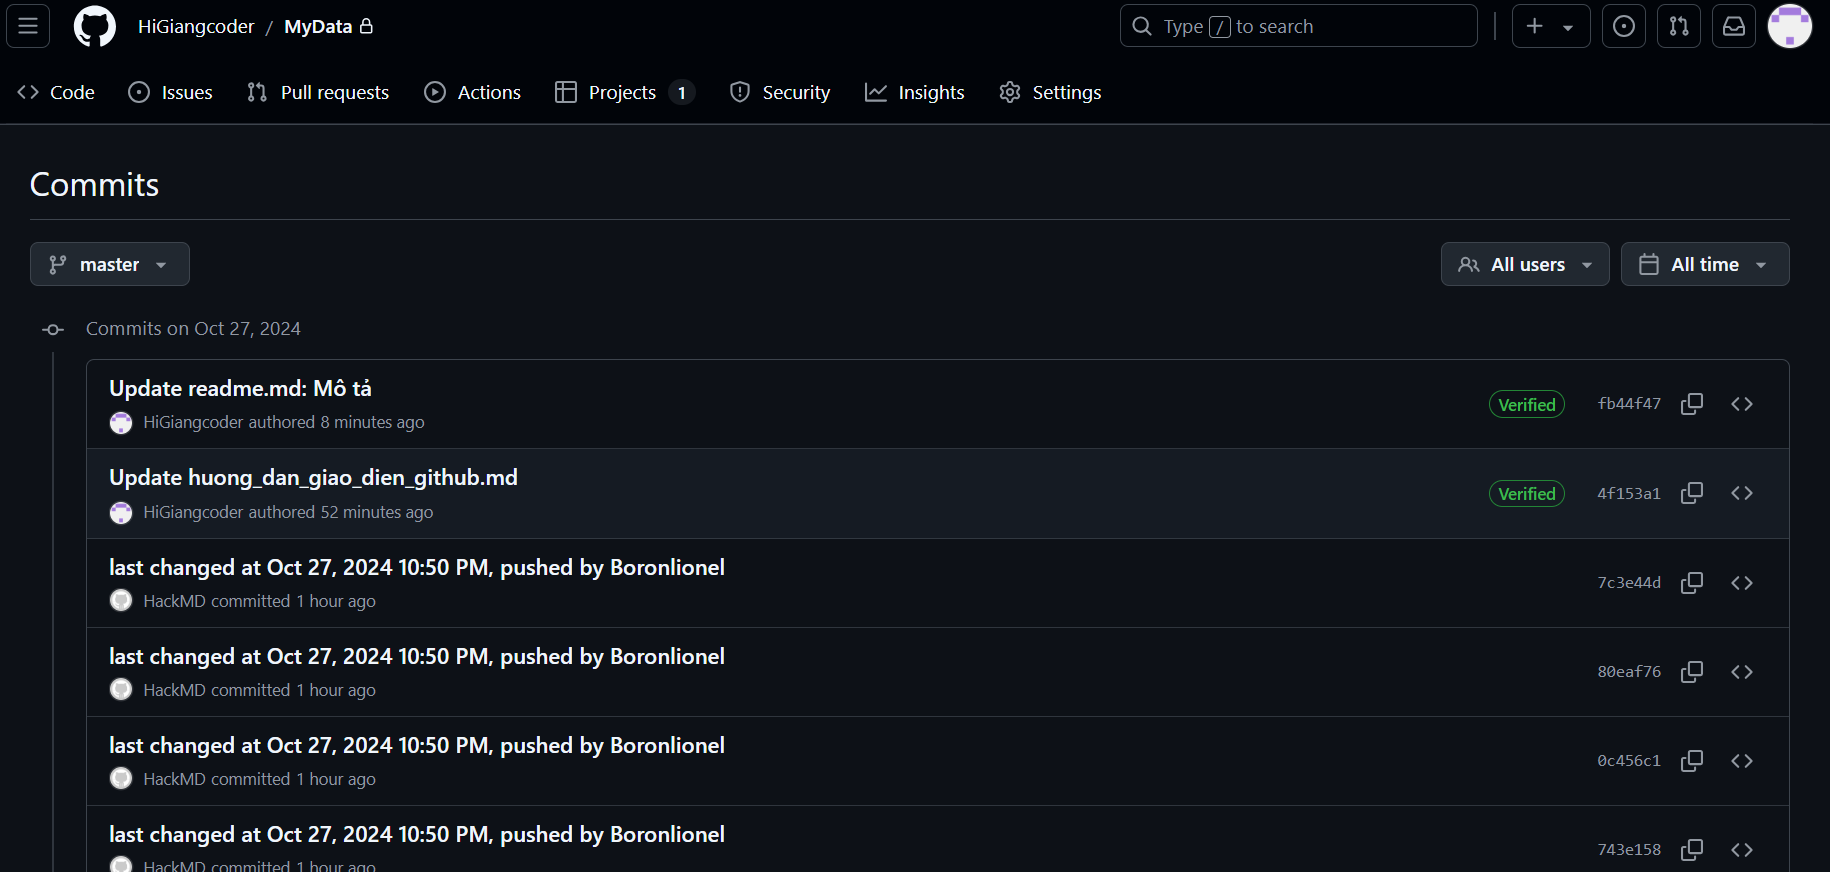 HiGiangcoder / MyData
Type / to search
Code
Issues
Pull requests
Actions
Projects 1
Security
Insights
Settings
Commits
master
All users
All time
Commits on Oct 27, 2024
Update readme.md: Mô tả
HiGiangcoder authored 8 minutes ago
Verified
fb44f47
Update huong_dan_giao_dien_github.md
HiGiangcoder authored 52 minutes ago
Verified
4f153a1
last changed at Oct 27, 2024 10:50 PM, pushed by Boronlionel
HackMD committed 1 hour ago
7c3e44d
last changed at Oct 27, 2024 10:50 PM, pushed by Boronlionel
HackMD committed 1 hour ago
80eaf76
last changed at Oct 27, 2024 10:50 PM, pushed by Boronlionel
HackMD committed 1 hour ago
0c456c1
last changed at Oct 27, 2024 10:50 PM, pushed by Boronlionel
HackMD committed 1 hour ago
743e158